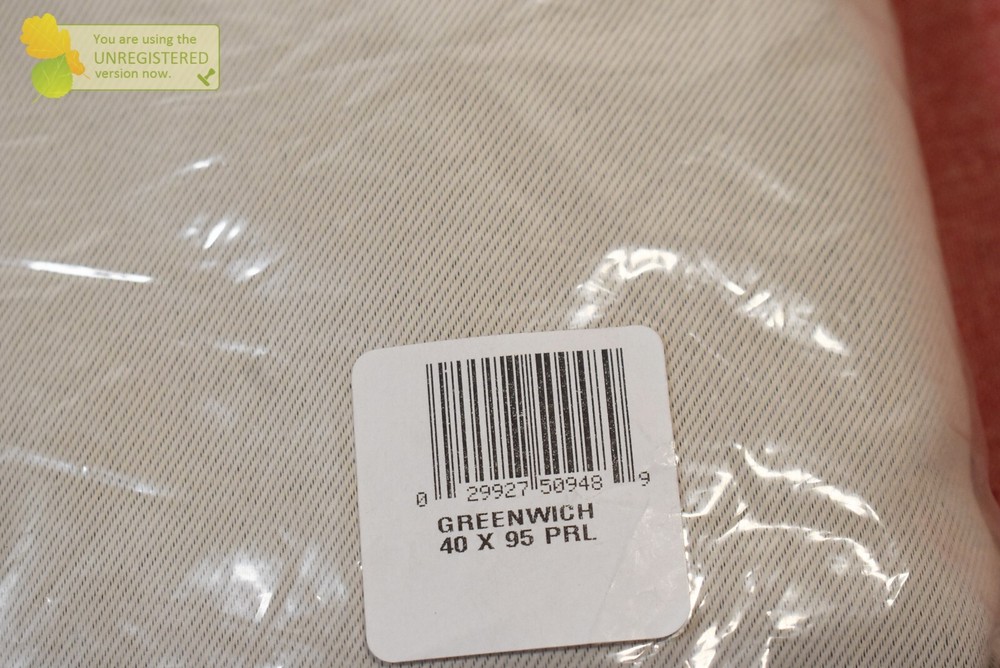 You are using the
UNREGISTERED
version now.
0 29927 50948 9
GREENWICH
40 X 95 PRL